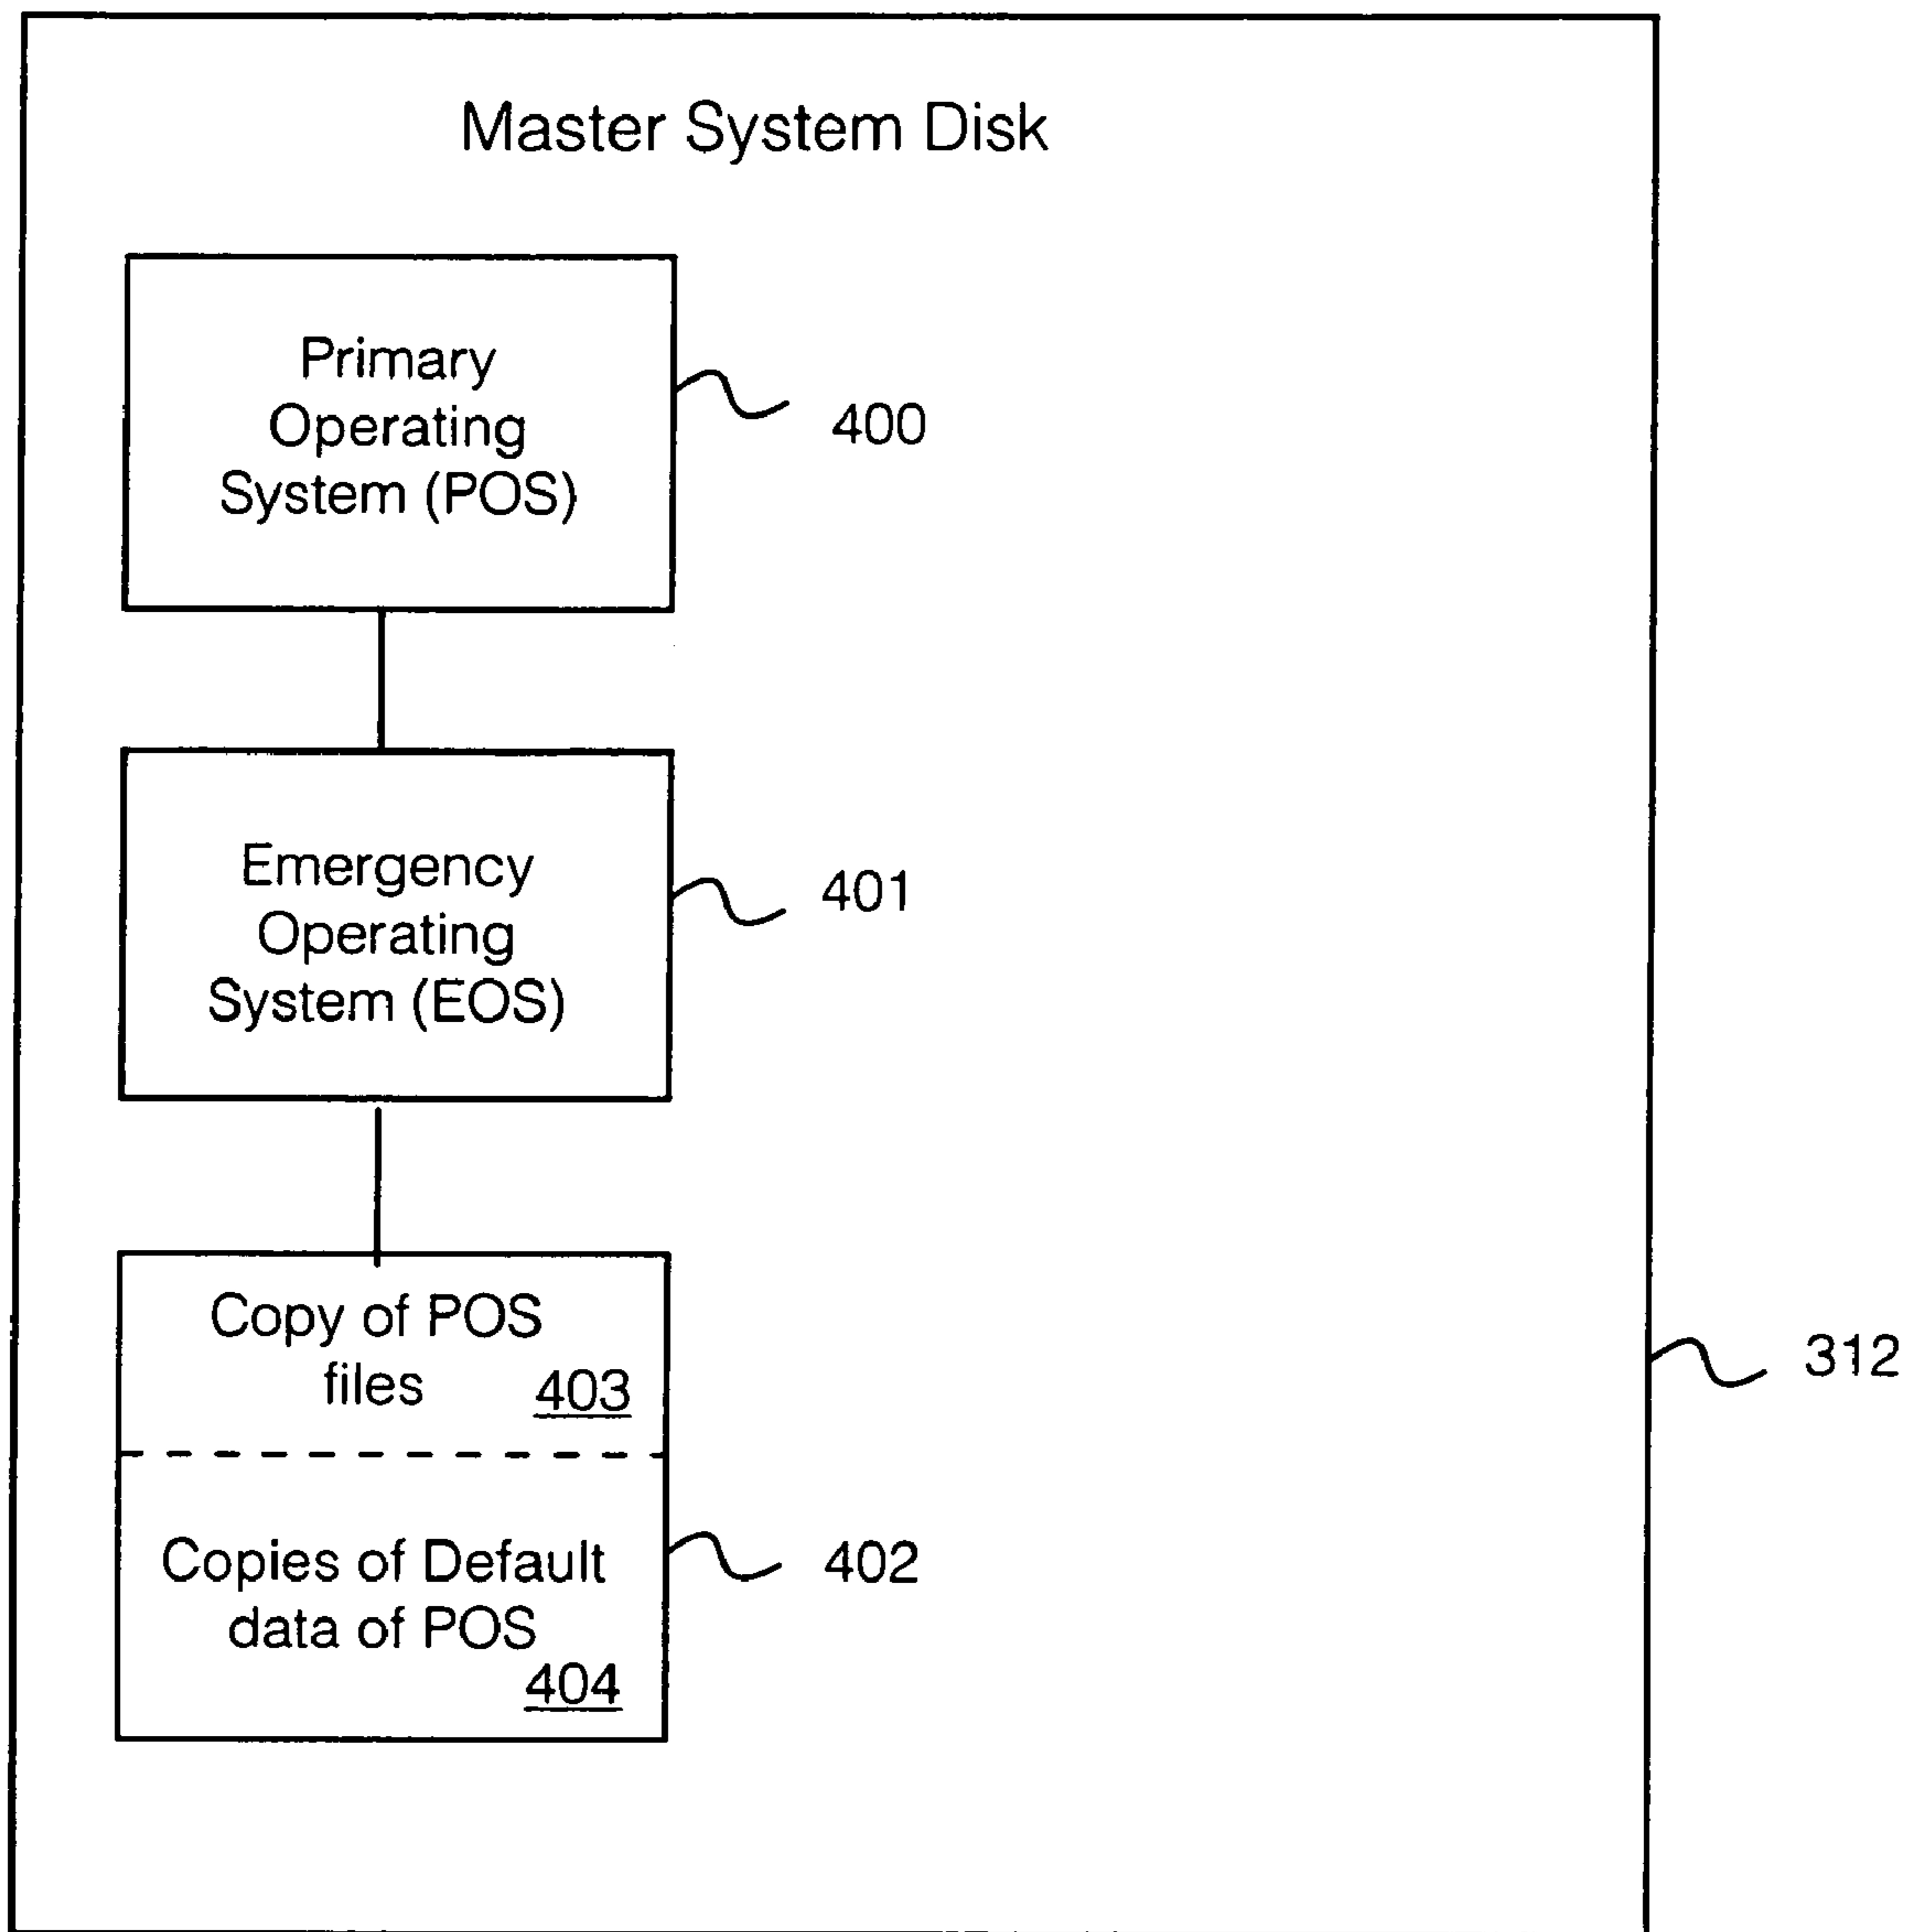 Master System Disk
Primary
Operating
System (POS)
400
Emergency
Operating
System (EOS)
401
Copy of POS
files
403
312
Copies of Default
data of POS
402
404